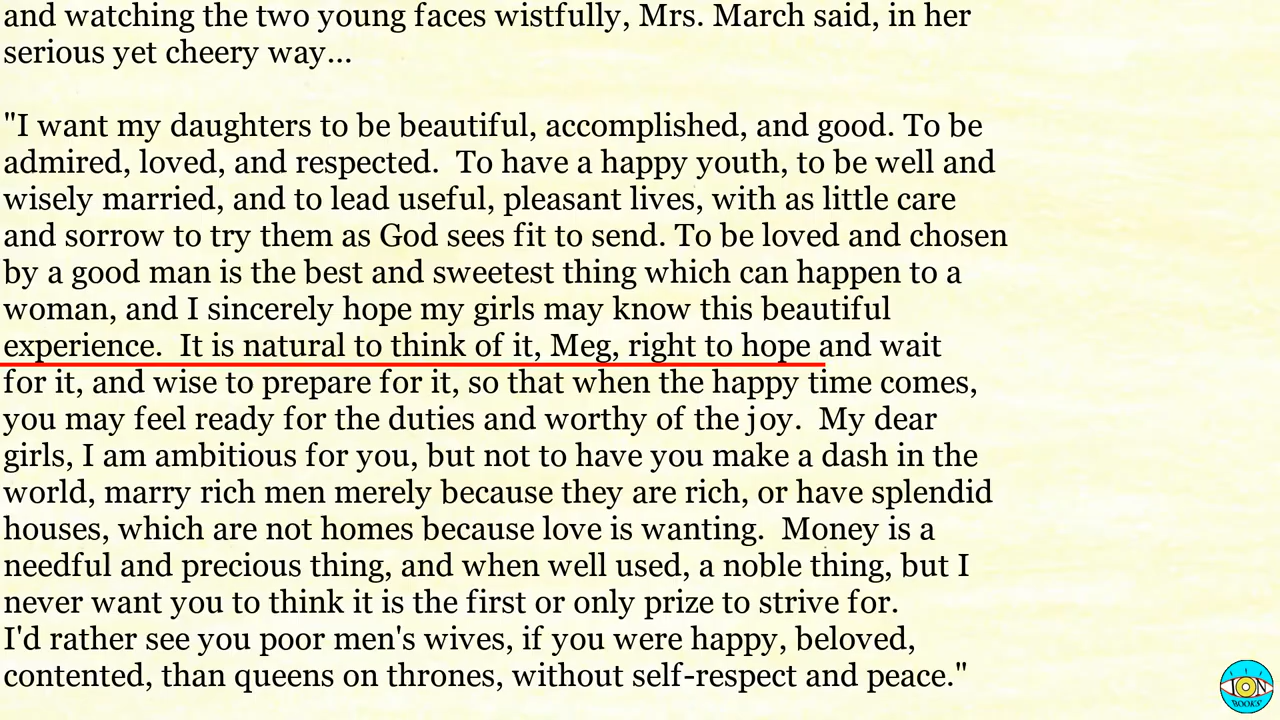 and watching the two young faces wistfully, Mrs. March said, in her
serious yet cheery way...
"I want my daughters to be beautiful, accomplished, and good. To be
admired, loved, and respected.  To have a happy youth, to be well and
wisely married, and to lead useful, pleasant lives, with as little care
and sorrow to try them as God sees fit to send. To be loved and chosen
by a good man is the best and sweetest thing which can happen to a
woman, and I sincerely hope my girls may know this beautiful
experience.  It is natural to think of it, Meg, right to hope and wait
for it, and wise to prepare for it, so that when the happy time comes,
you may feel ready for the duties and worthy of the joy.  My dear
girls, I am ambitious for you, but not to have you make a dash in the
world, marry rich men merely because they are rich, or have splendid
houses, which are not homes because love is wanting.  Money is a
needful and precious thing, and when well used, a noble thing, but I
never want you to think it is the first or only prize to strive for.
I'd rather see you poor men's wives, if you were happy, beloved,
contented, than queens on thrones, without self-respect and peace."
ION
BOOKS